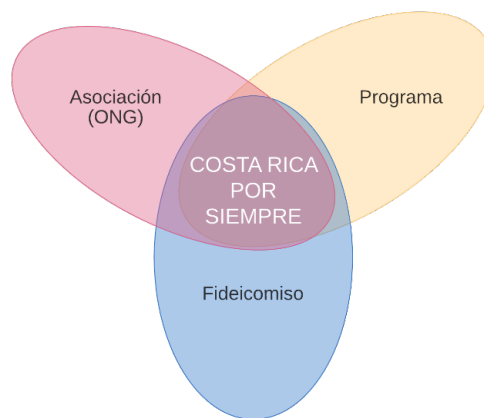 Asociación
(ONG)
Programa
COSTA RICA
POR
SIEMPRE
Fideicomiso